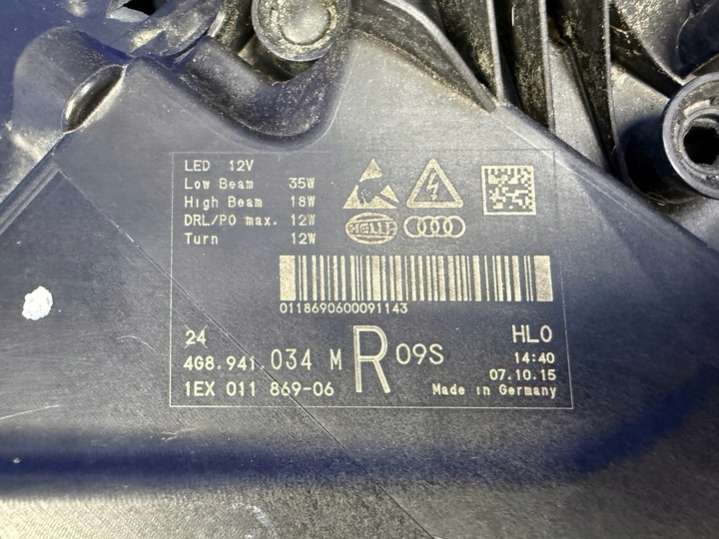 LED 12V
Low Beam 35W
High Beam 18W
DRL/PO max. 12W
Turn 12W
HELLA
0118690600091143
24
4G8.941.034 M R 09S
1EX 011 869-06
HL0
14:40
07.10.15
Made in Germany